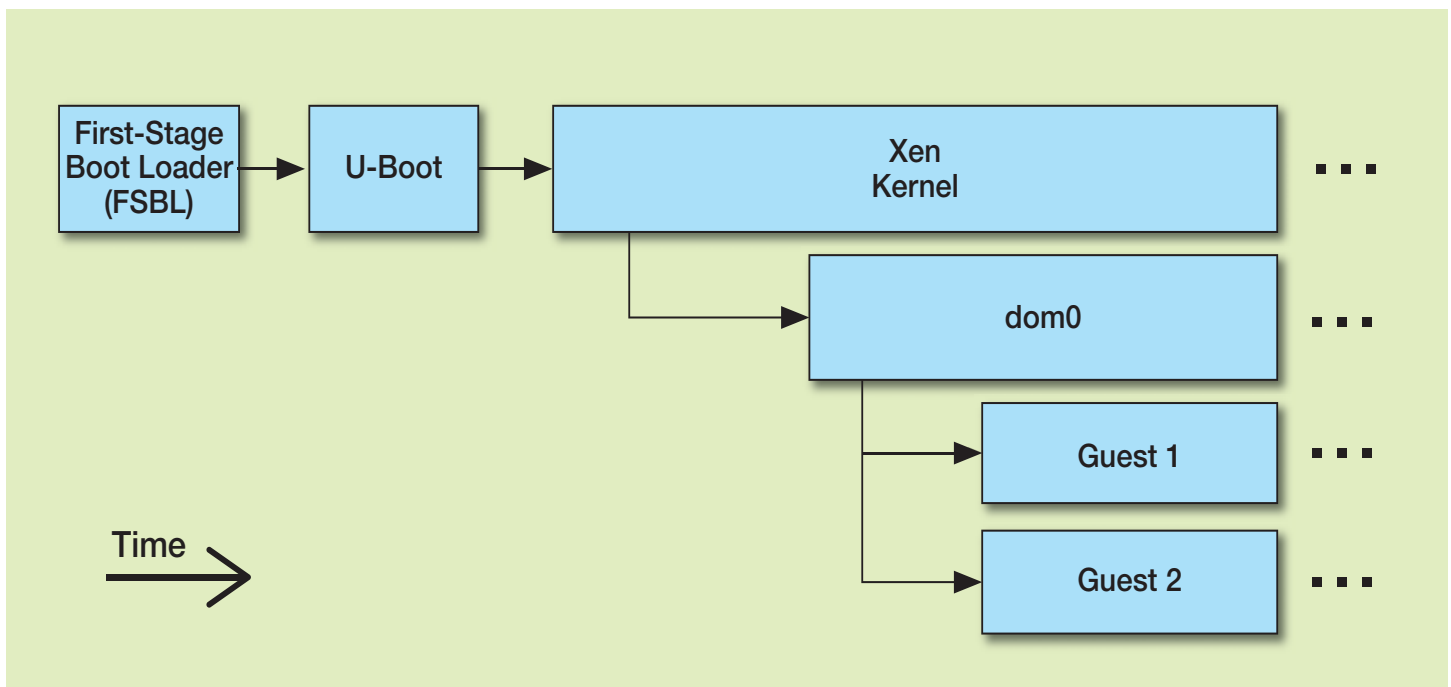 First-Stage
Boot Loader
(FSBL)
U-Boot
Xen
Kernel
dom0
Guest 1
Guest 2
Time